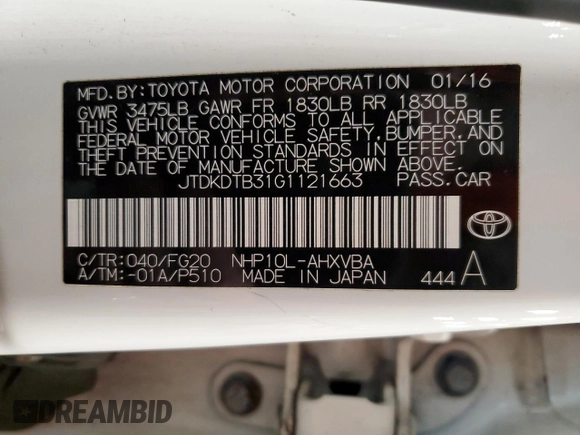 MFD. BY: TOYOTA MOTOR CORPORATION 01/16
GVWR 3475LB GAWR FR 1830LB RR 1830LB
THIS VEHICLE CONFORMS TO ALL APPLICABLE
FEDERAL MOTOR VEHICLE SAFETY, BUMPER, AND
THEFT PREVENTION STANDARDS IN EFFECT ON
THE DATE OF MANUFACTURE SHOWN ABOVE.
JTDKDTB31G1121663 PASS.CAR
C/TR: 040/FG20 NHP10L-AHXVBA
A/TM: -01A/P510 MADE IN JAPAN 444 A
DREAMBID